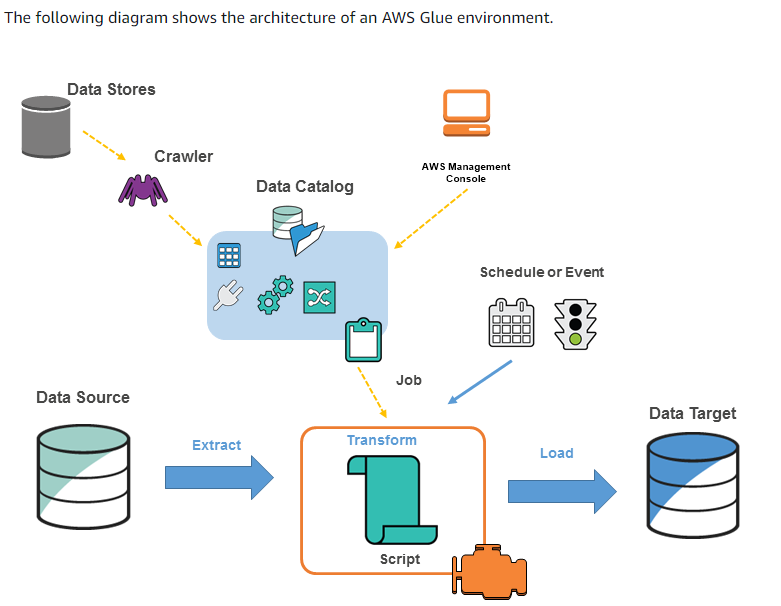 The following diagram shows the architecture of an AWS Glue environment.
Data Stores
Crawler
Data Catalog
AWS Management
Console
Schedule or Event
Job
Data Source
Data Target
Extract
Transform
Load
Script